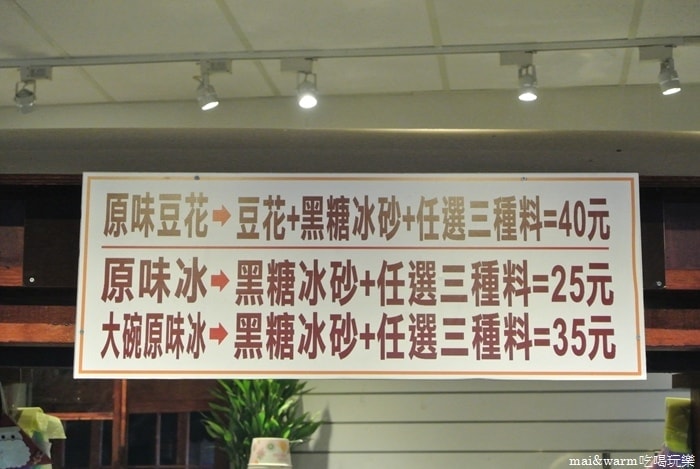 原味豆花➡豆花+黑糖冰砂+任選三種料=40元
原味冰➡黑糖冰砂+任選三種料=25元
大碗原味冰➡黑糖冰砂+任選三種料=35元
mai&warm吃喝玩樂